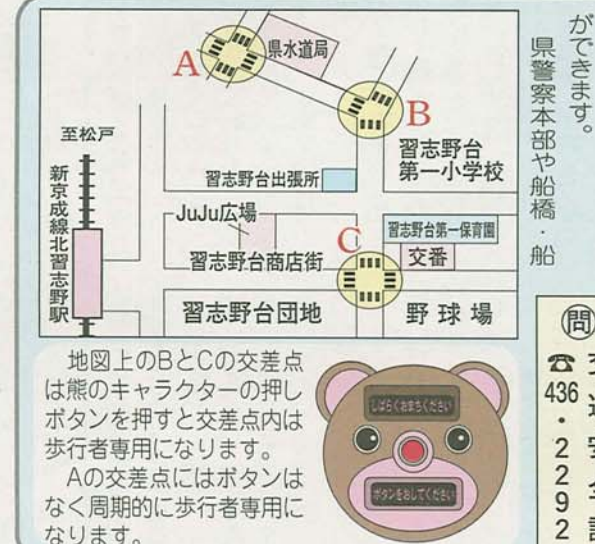 ができます。
県警察本部や船橋・船
A
県水道局
B
至松戸
新京成線北習志野駅
習志野台
第一小学校
習志野台出張所
JuJu広場
C
習志野台第一保育園
習志野台商店街
交番
習志野台団地
野球場
地図上のBとCの交差点
は熊のキャラクターの押し
ボタンを押すと交差点内は
歩行者専用になります。
Aの交差点にはボタンは
なく周期的に歩行者専用に
なります。
しばらくおまちください
ボタンをおしてください
問
☎436・2292